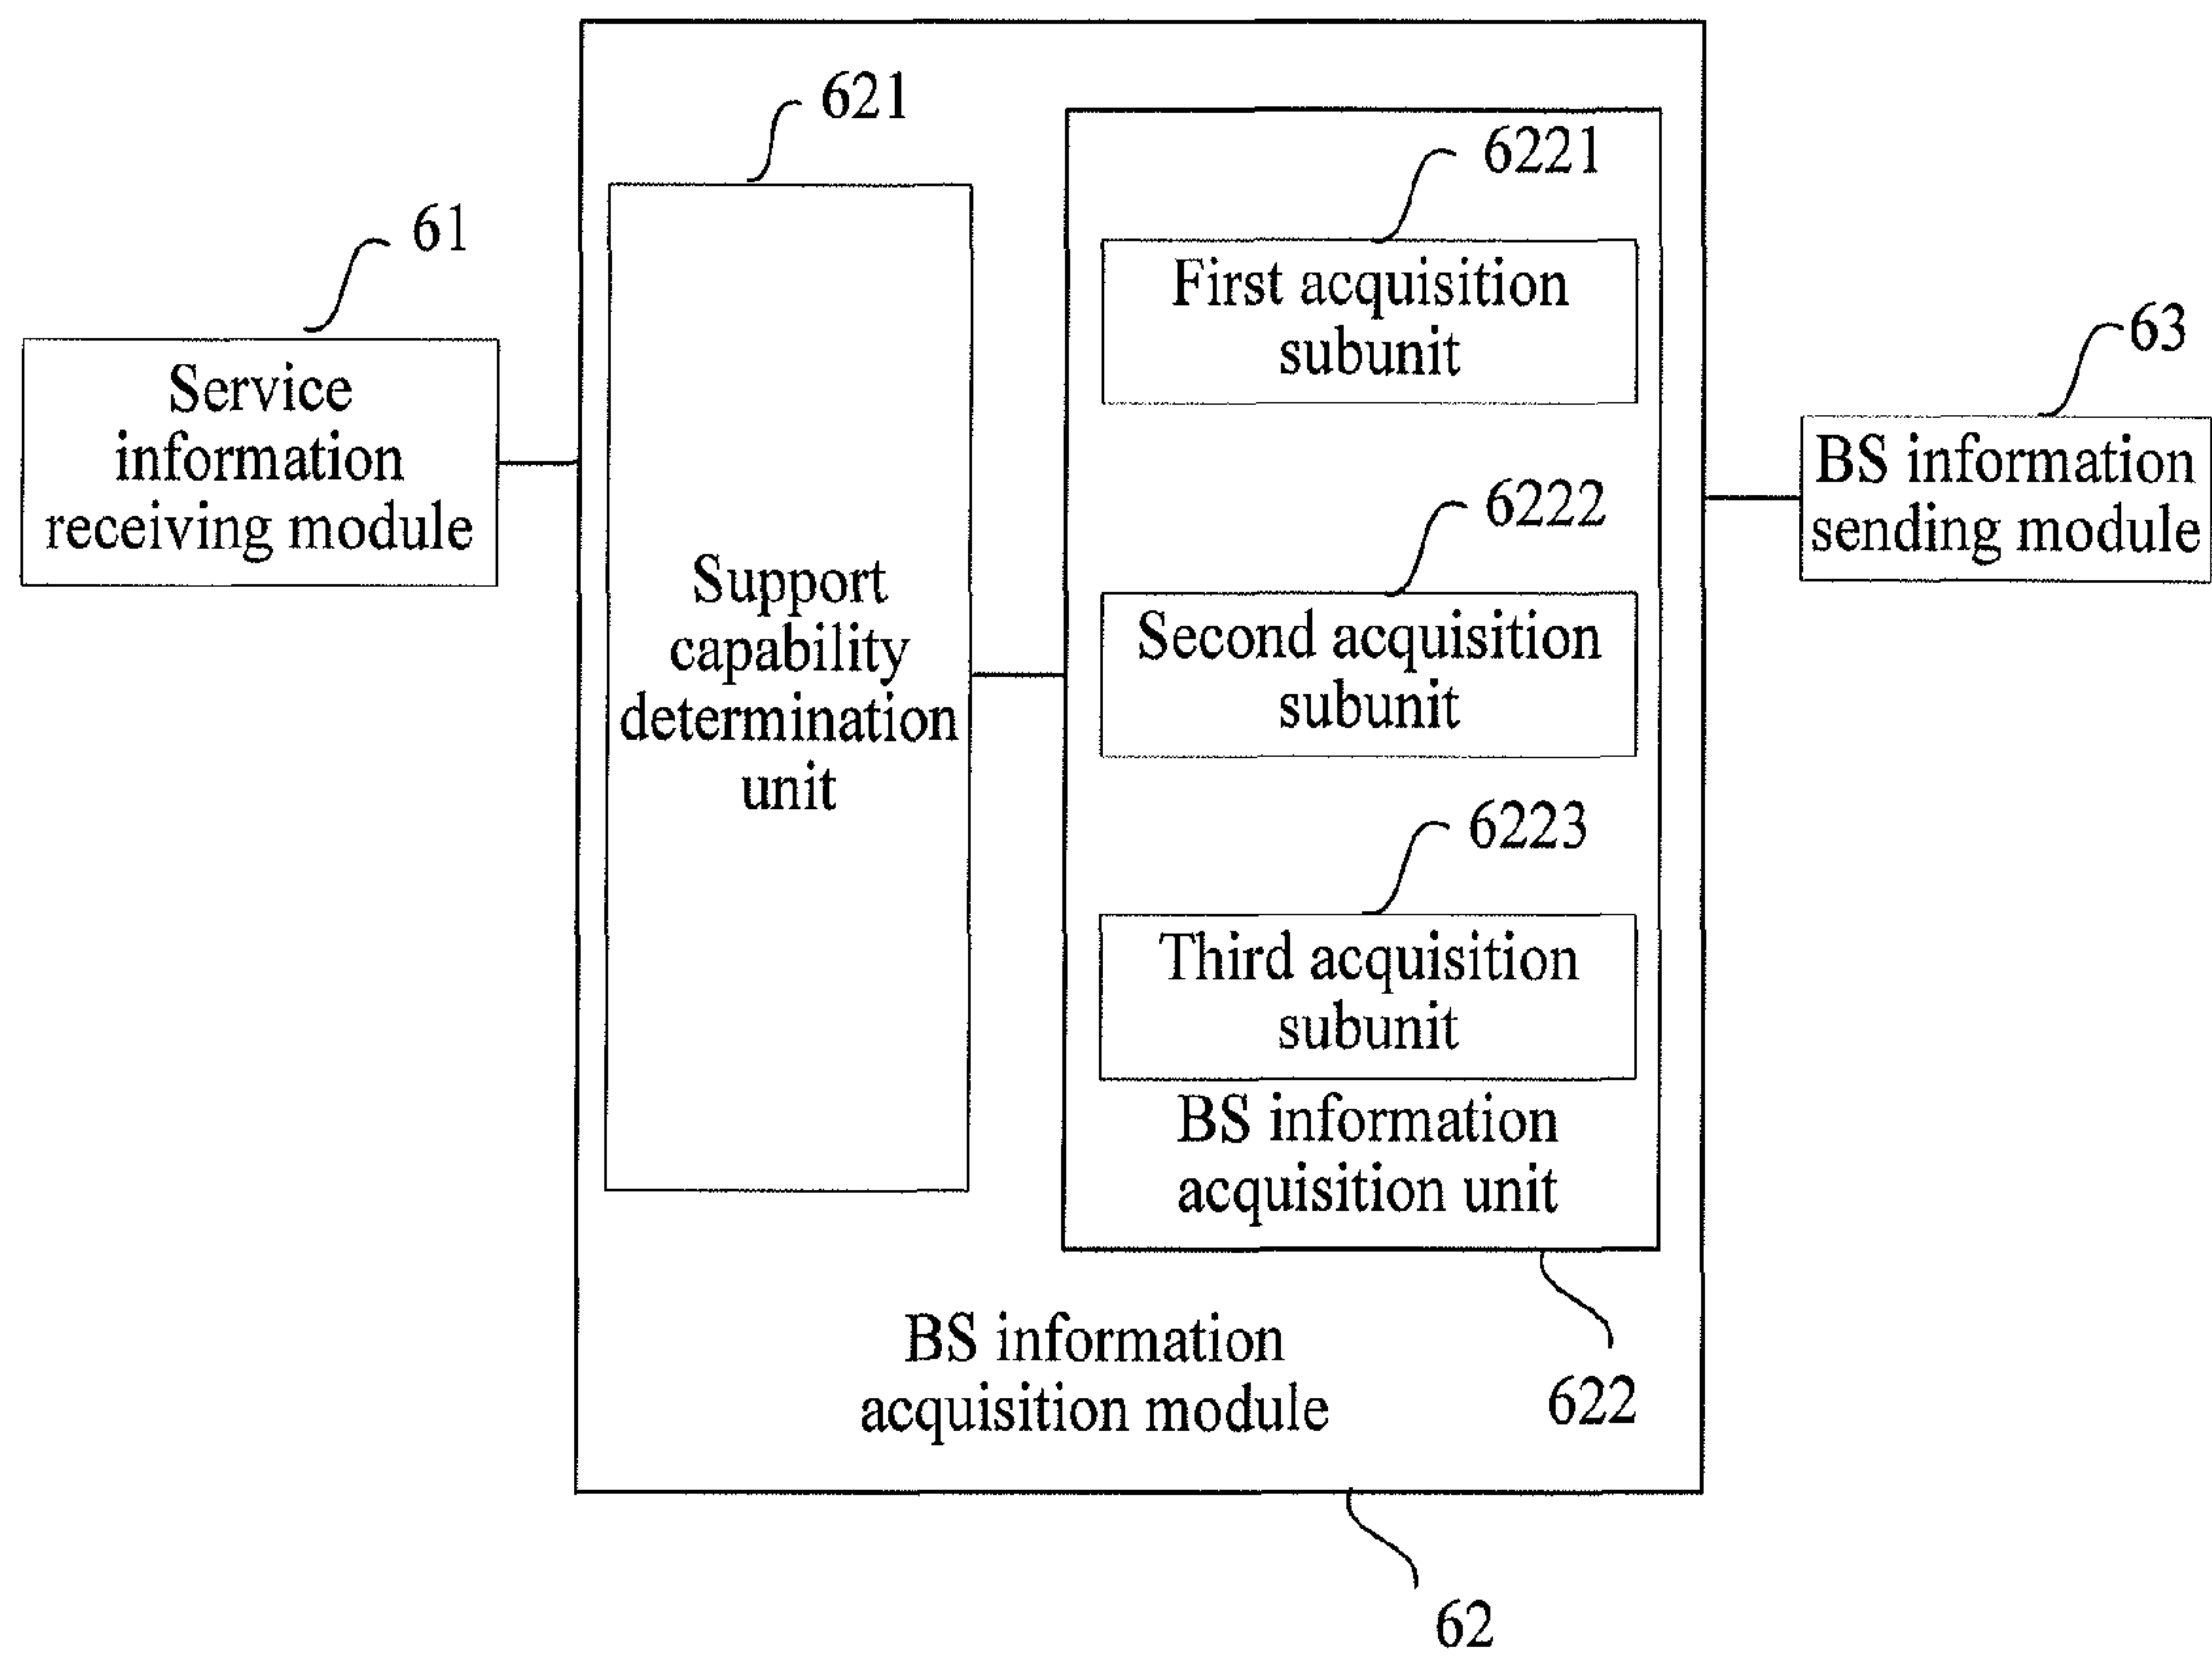 61
Service
information
receiving module
621
Support
capability
determination
unit
6221
First acquisition
subunit
6222
Second acquisition
subunit
6223
Third acquisition
subunit
BS information
acquisition unit
622
BS information
acquisition module
62
63
BS information
sending module